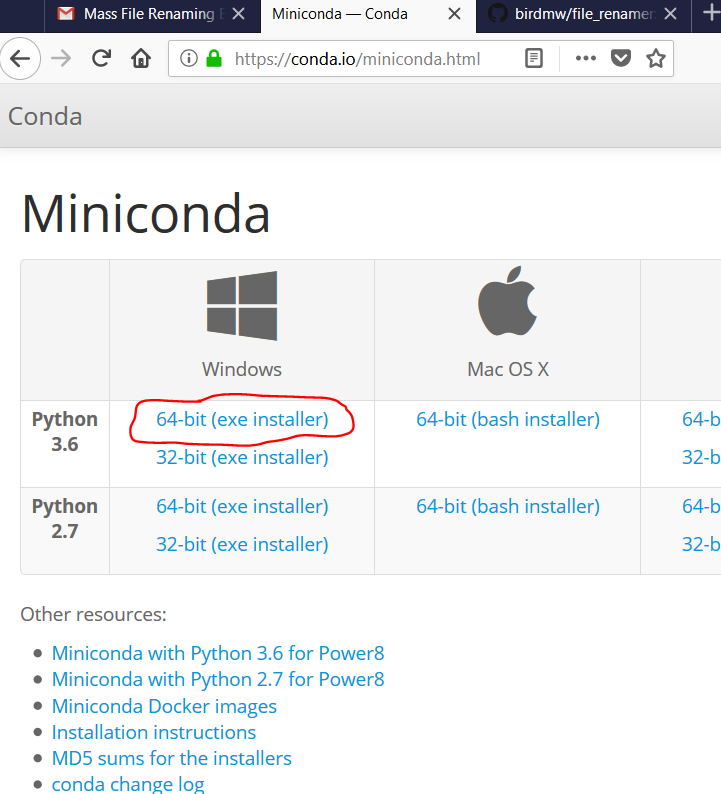 Mass File Renaming
Miniconda — Conda
birdmw/file_renamer
https://conda.io/miniconda.html
Conda
Miniconda
Windows
Mac OS X
Python 3.6
64-bit (exe installer)
64-bit (bash installer)
64-b
32-bit (exe installer)
32-b
Python 2.7
64-bit (exe installer)
64-bit (bash installer)
64-b
32-bit (exe installer)
32-b
Other resources:
Miniconda with Python 3.6 for Power8
Miniconda with Python 2.7 for Power8
Miniconda Docker images
Installation instructions
MD5 sums for the installers
conda change log